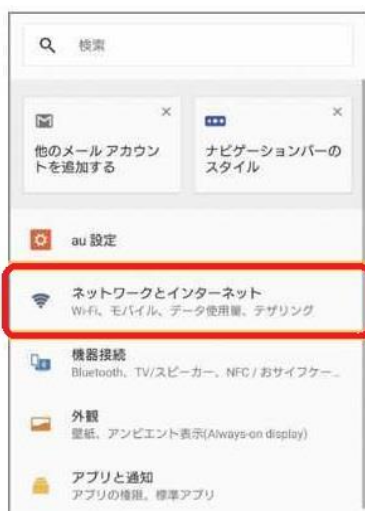 検索
他のメール アカウン
トを追加する
ナビゲーションバーの
スタイル
au 設定
ネットワークとインターネット
Wi-Fi、モバイル、データ使用量、テザリング
機器接続
Bluetooth、TV/スピーカー、NFC / おサイフケー...
外観
壁紙、アンビエント表示(Always-on display)
アプリと通知
アプリの権限、標準アプリ